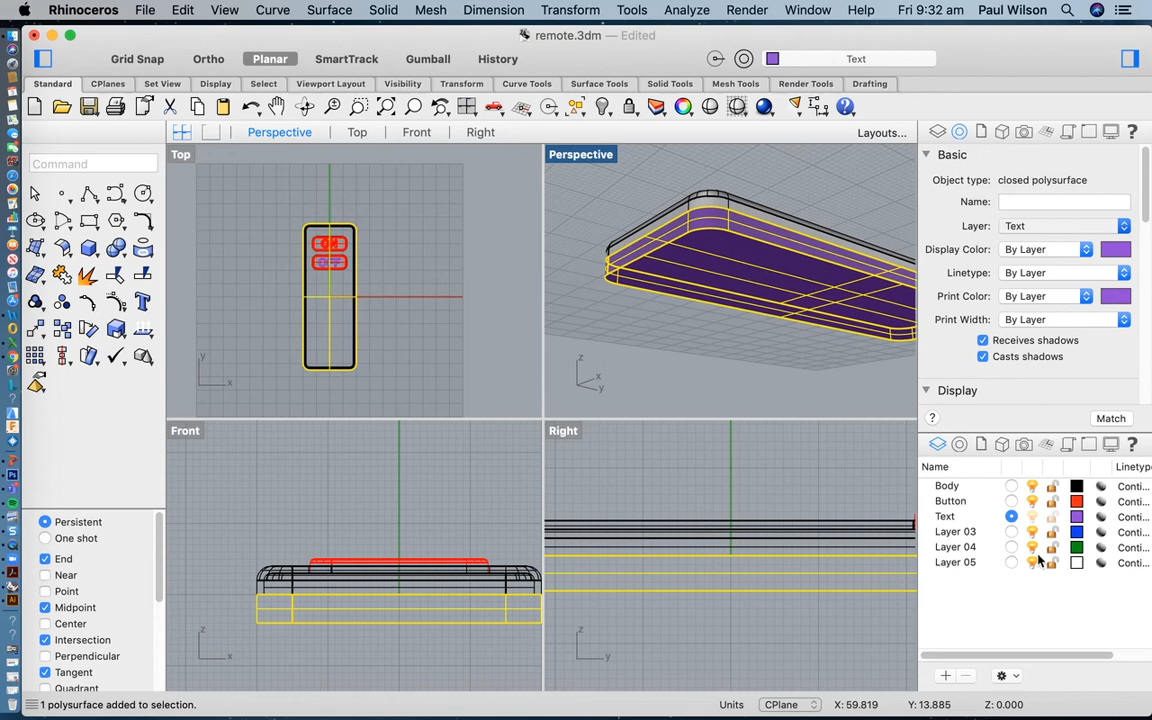 Rhinoceros File Edit View Curve Surface Solid Mesh Dimension Transform Tools Analyze Render Window Help Fri 9:32 am Paul Wilson
remote.3dm — Edited
Grid Snap Ortho Planar SmartTrack Gumball History Text
Standard CPlanes Set View Display Select Viewport Layout Visibility Transform Curve Tools Surface Tools Solid Tools Mesh Tools Render Tools Drafting
Perspective Top Front Right Layouts...
Command
Top
Perspective
Front
Right
y
x
z
x
y
z
x
z
y
Basic
Object type: closed polysurface
Name:
Layer: Text
Display Color: By Layer
Linetype: By Layer
Print Color: By Layer
Print Width: By Layer
Receives shadows
Casts shadows
Display
? Match
Name Linetype
Body Conti...
Button Conti...
Text Conti...
Layer 03 Conti...
Layer 04 Conti...
Layer 05 Conti...
Persistent
One shot
End
Near
Point
Midpoint
Center
Intersection
Perpendicular
Tangent
Quadrant
1 polysurface added to selection.
Units CPlane X: 59.819 Y: 13.885 Z: 0.000